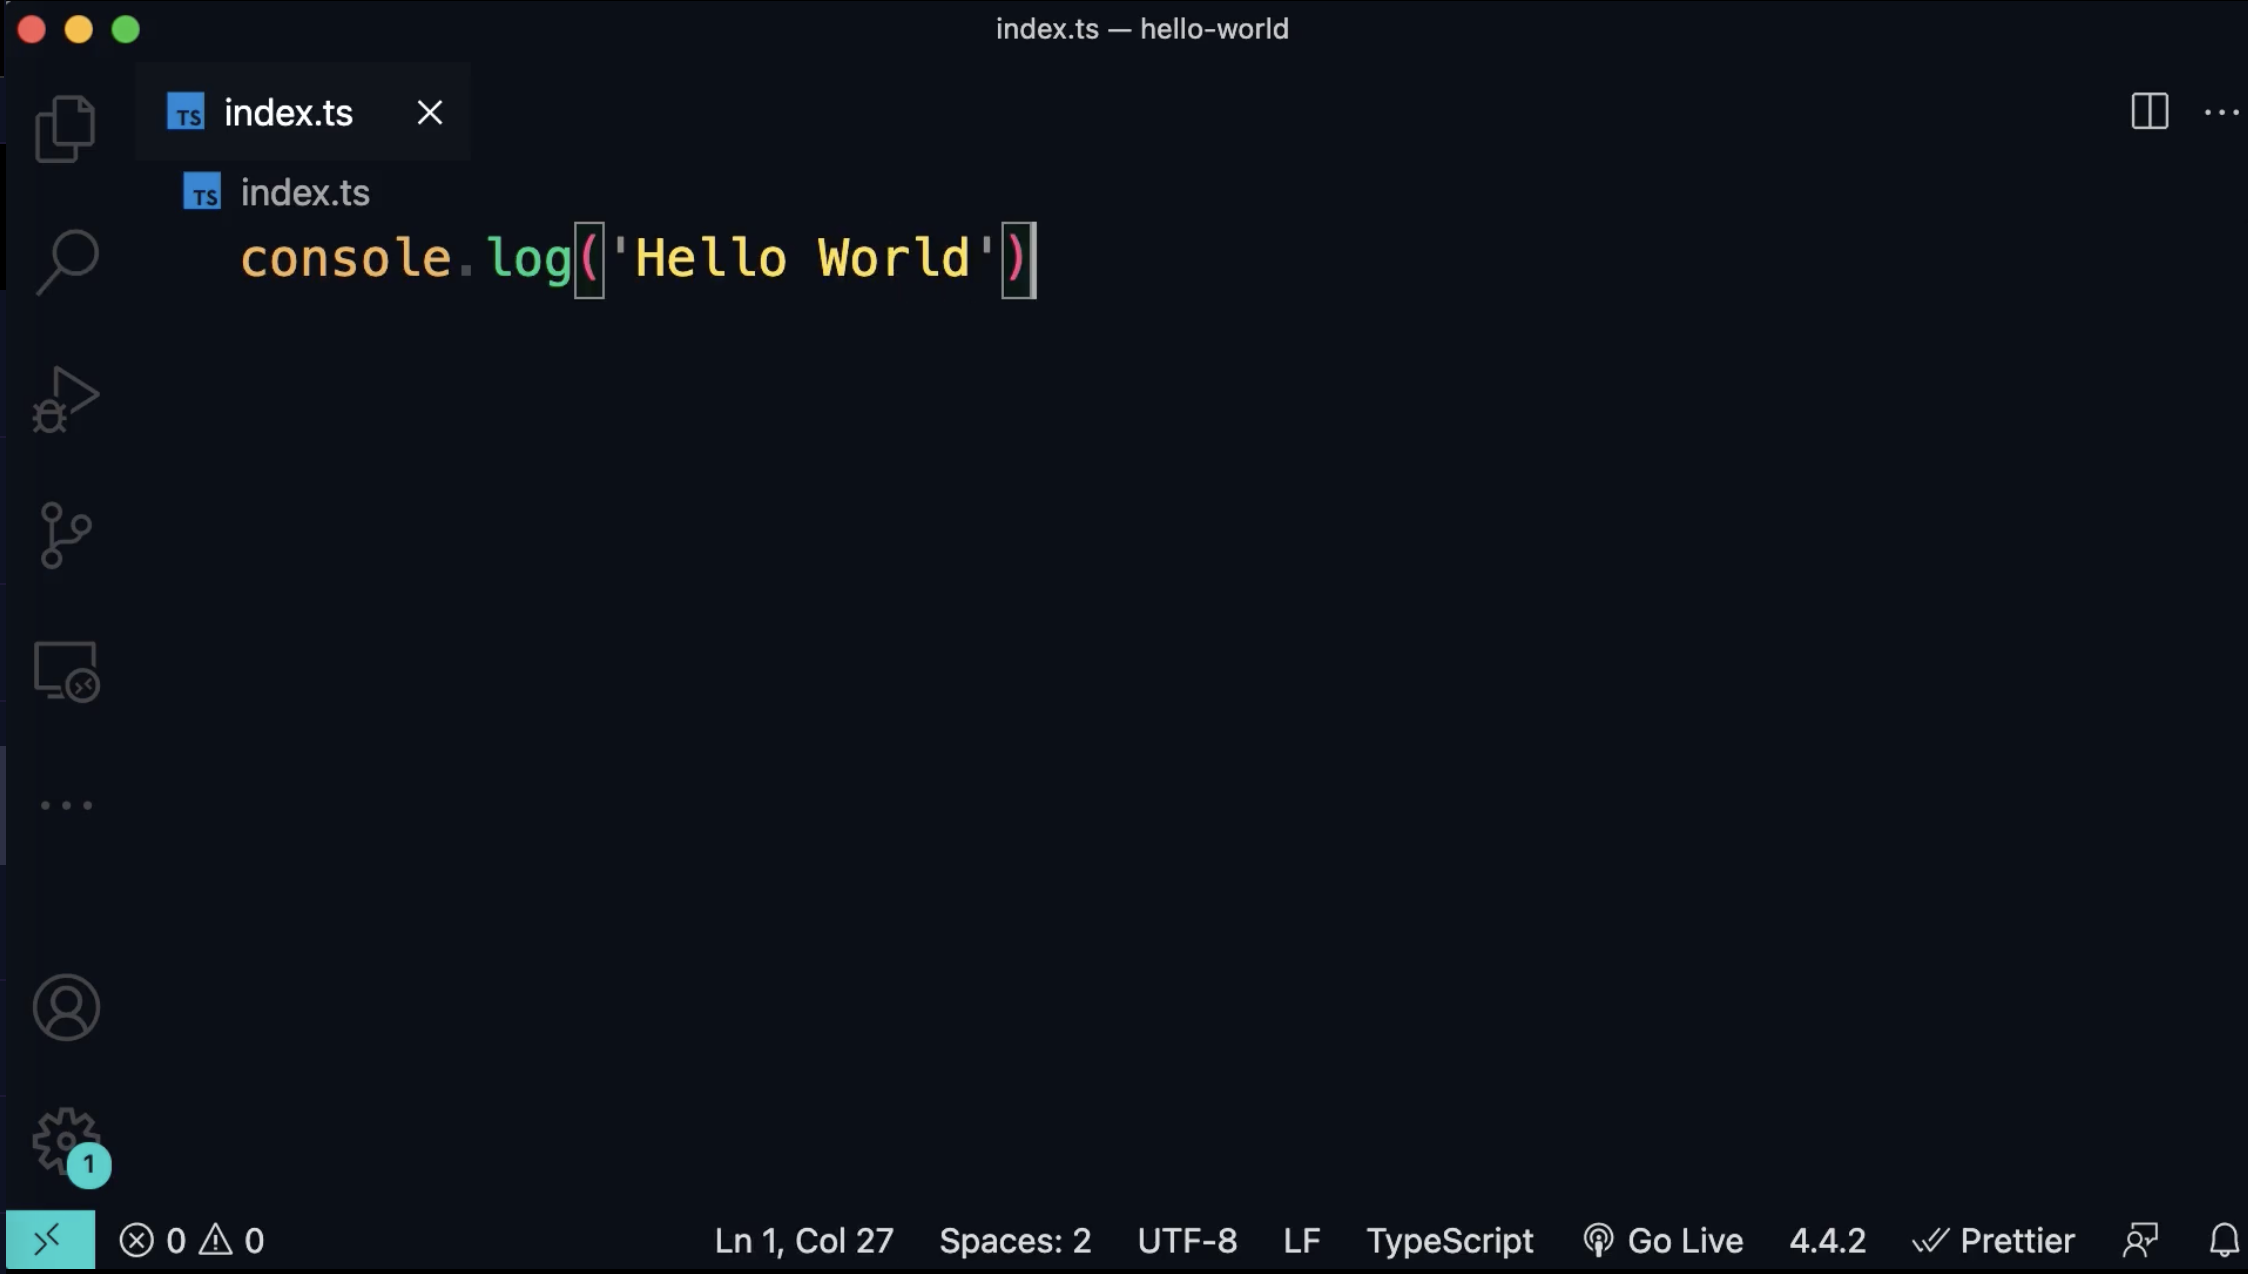 index.ts — hello-world
TS index.ts
TS index.ts
console.log('Hello World')
1
0 0 Ln 1, Col 27 Spaces: 2 UTF-8 LF TypeScript Go Live 4.4.2 Prettier